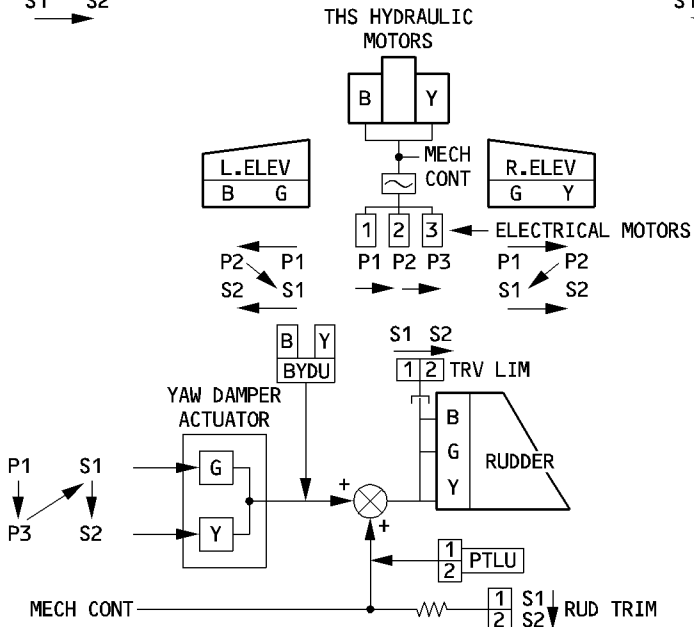 S1 S2
S1
THS HYDRAULIC
MOTORS
B Y
MECH
CONT
L.ELEV
B G
R.ELEV
G Y
1 2 3
ELECTRICAL MOTORS
P2 P1
P1 P2 P3
P1 P2
S2 S1
S1 S2
B Y
BYDU
S1 S2
1 2 TRV LIM
YAW DAMPER
ACTUATOR
B
G
Y
RUDDER
P1 S1
G
P3 S2
Y
+
+
1
2
PTLU
MECH CONT
1 S1
2 S2
RUD TRIM